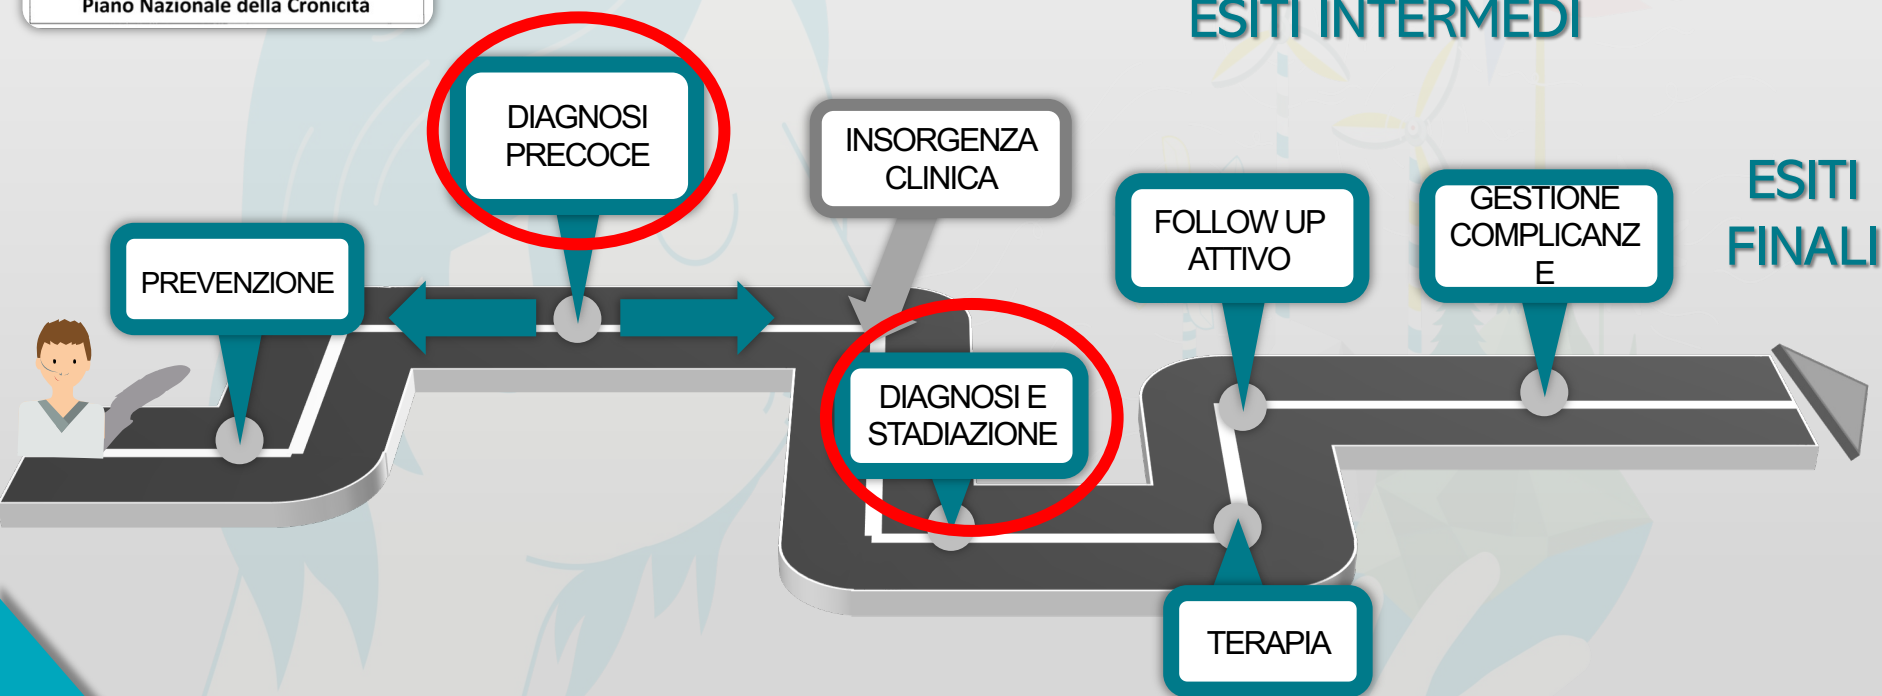 Piano Nazionale della Cronicità
ESITI INTERMEDI
DIAGNOSI
PRECOCE
INSORGENZA
CLINICA
ESITI
FINALI
FOLLOW UP
ATTIVO
GESTIONE
COMPLICANZ
E
PREVENZIONE
DIAGNOSI E
STADIAZIONE
TERAPIA